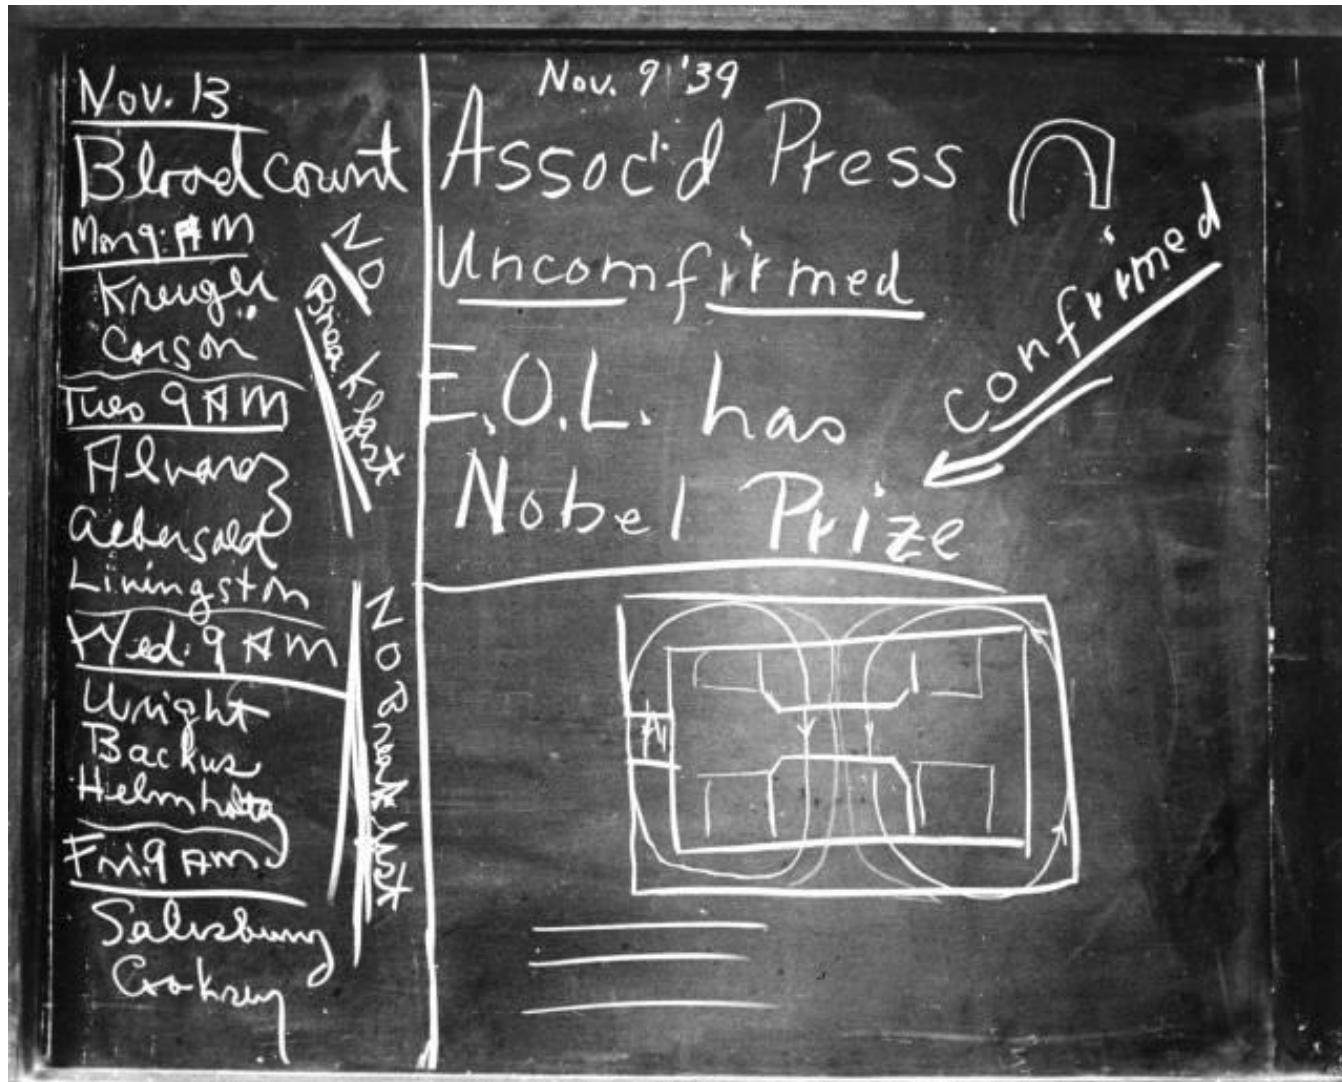 Nov. 13
Blood count
Mon 9: AM
Kreuger
Corson
Tues 9 AM
Alvarez
Aebersold
Livingston
Wed. 9 AM
Wright
Backus
Helmholtz
Fri 9 AM
Salisbury
Cooksey
NO
Breakfast
NO Breakfast
Nov. 9 '39
Assoc'd Press
Uncomfirmed
E.O.L. has
Nobel Prize
confirmed